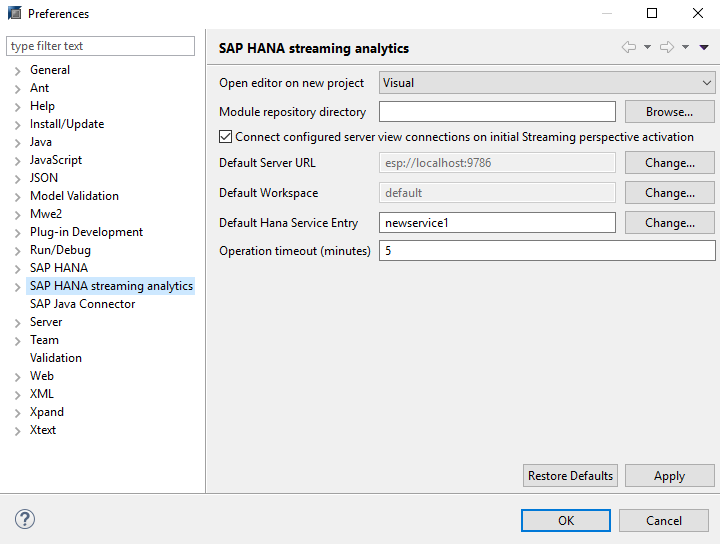 Preferences
type filter text
General
Ant
Help
Install/Update
Java
JavaScript
JSON
Model Validation
Mwe2
Plug-in Development
Run/Debug
SAP HANA
SAP HANA streaming analytics
SAP Java Connector
Server
Team
Validation
Web
XML
Xpand
Xtext
SAP HANA streaming analytics
Open editor on new project Visual
Module repository directory Browse...
Connect configured server view connections on initial Streaming perspective activation
Default Server URL esp://localhost:9786 Change...
Default Workspace default Change...
Default Hana Service Entry newservice1 Change...
Operation timeout (minutes) 5
Restore Defaults Apply
? OK Cancel